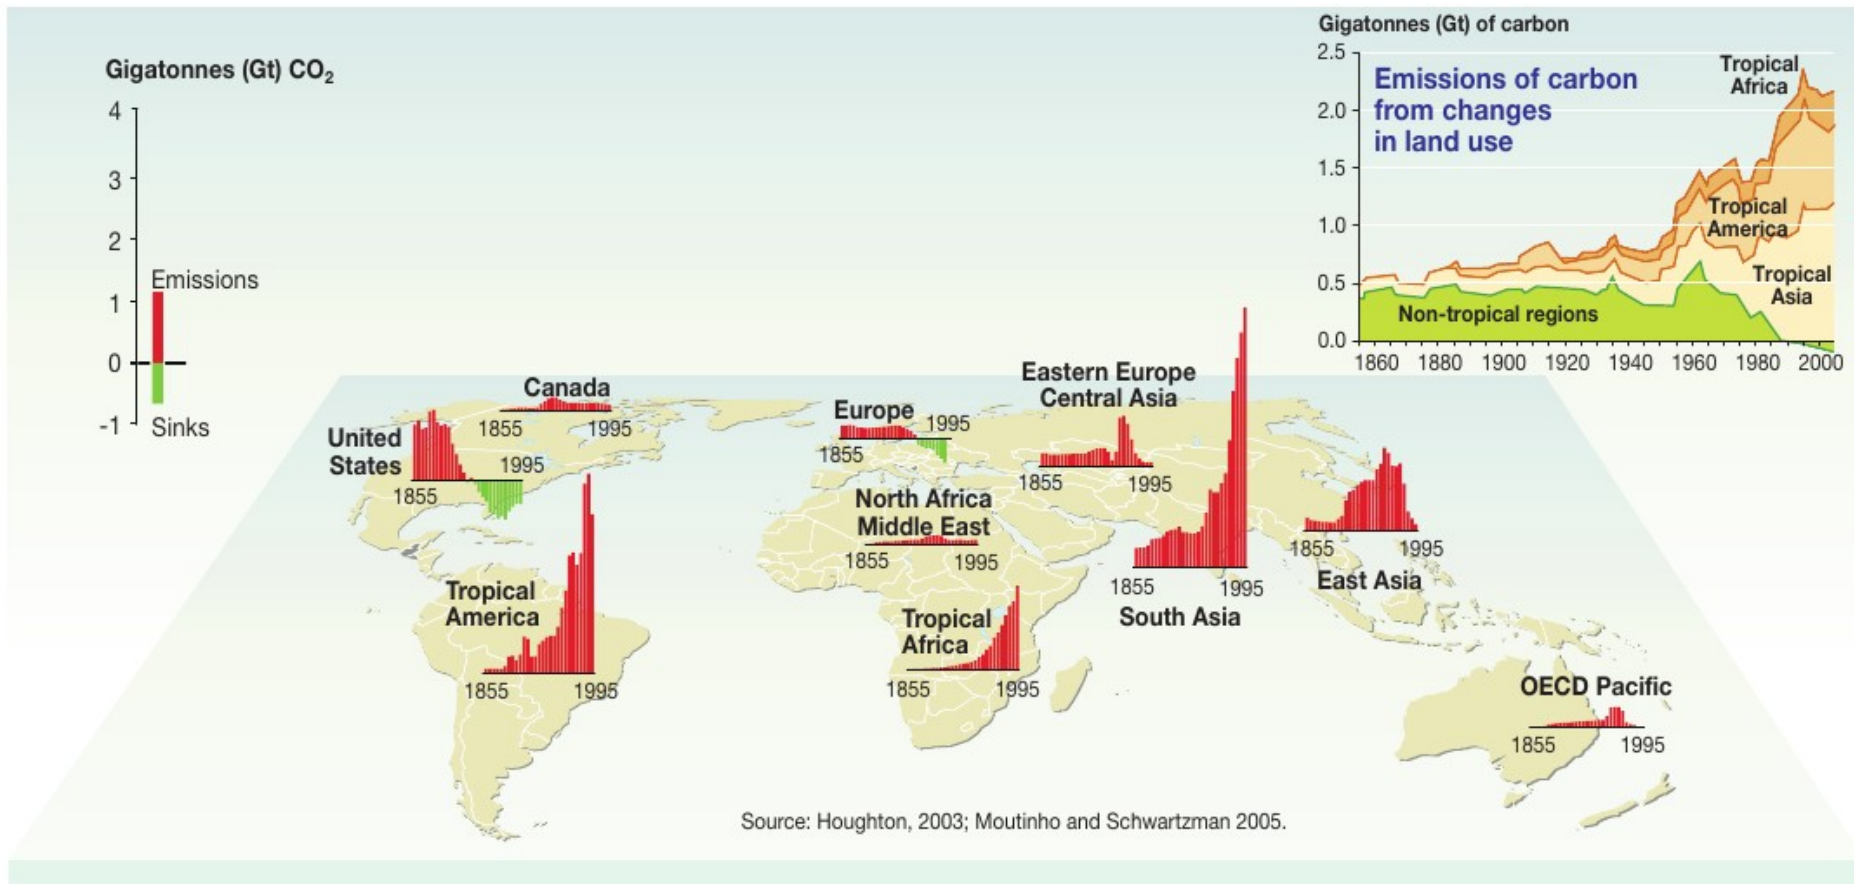 Gigatonnes (Gt) CO₂
4
3
2
1
0
-1
Emissions
Sinks
Gigatonnes (Gt) of carbon
2.5
2.0
1.5
1.0
0.5
0.0
Emissions of carbon
from changes
in land use
Tropical
Africa
Tropical
America
Tropical
Asia
Non-tropical regions
1860 1880 1900 1920 1940 1960 1980 2000
Canada
1855 1995
United
States
1855 1995
Europe
1855 1995
Eastern Europe
Central Asia
1855 1995
North Africa
Middle East
1855 1995
South Asia
1855 1995
East Asia
1855 1995
Tropical
America
1855 1995
Tropical
Africa
1855 1995
OECD Pacific
1855 1995
Source: Houghton, 2003; Moutinho and Schwartzman 2005.